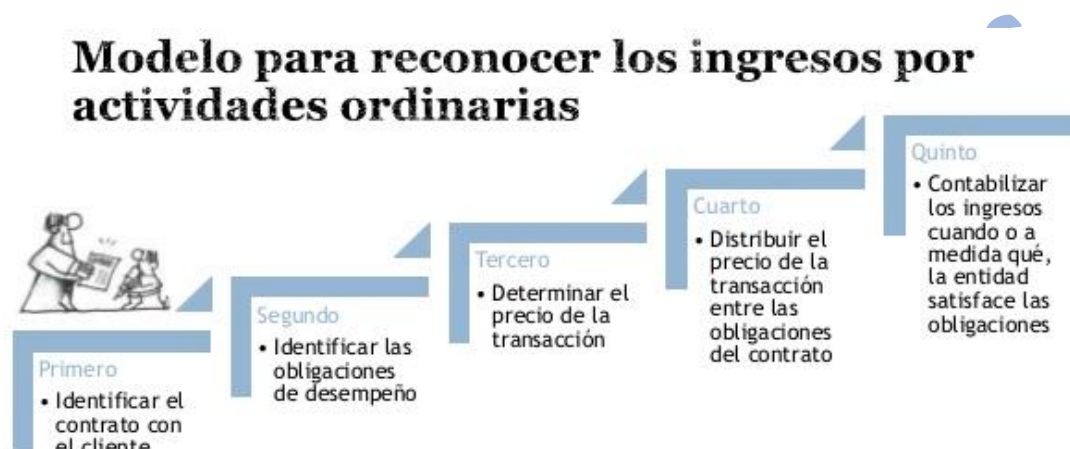 Modelo para reconocer los ingresos por
actividades ordinarias
Primero
• Identificar el
contrato con
el cliente
Segundo
• Identificar las
obligaciones
de desempeño
Tercero
• Determinar el
precio de la
transacción
Cuarto
• Distribuir el
precio de la
transacción
entre las
obligaciones
del contrato
Quinto
• Contabilizar
los ingresos
cuando o a
medida qué,
la entidad
satisface las
obligaciones